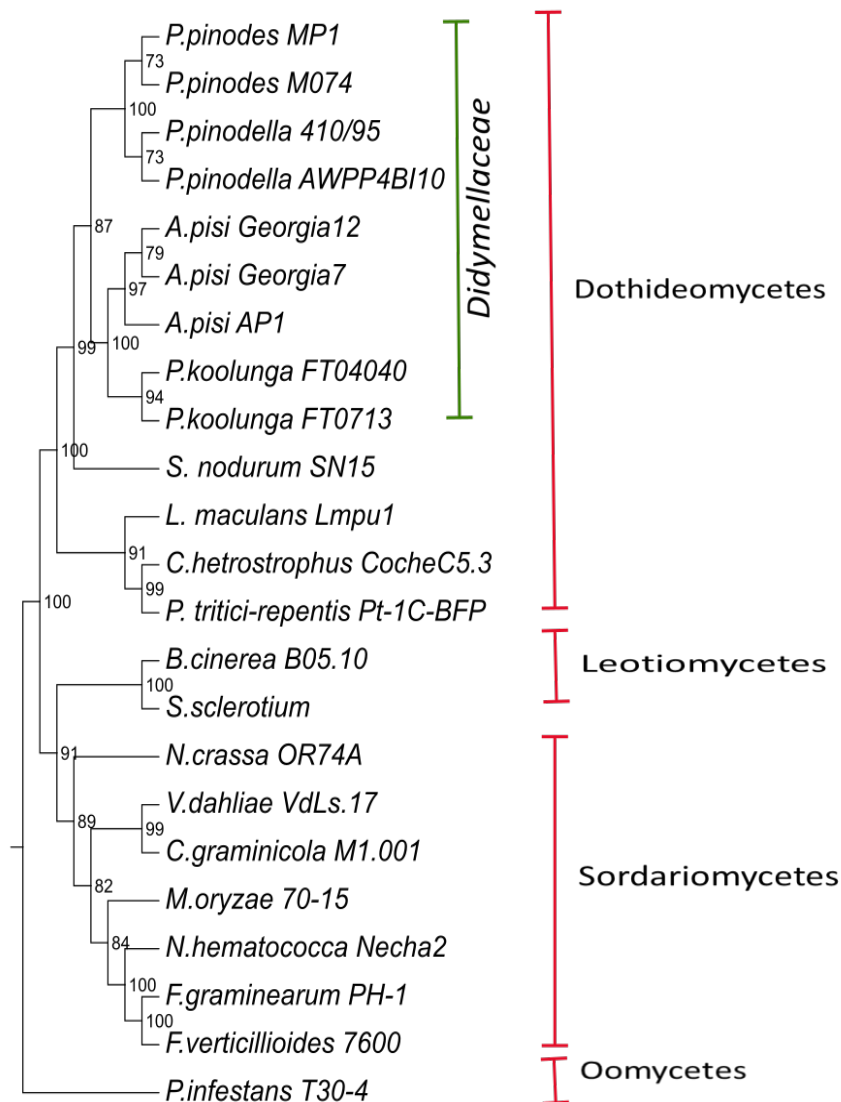 P.pinodes MP1
73
P.pinodes M074
100
P.pinodella 410/95
73
P.pinodella AWPP4BI10
Didymellaceae
87
A.pisi Georgia12
79
A.pisi Georgia7
97
Dothideomycetes
A.pisi AP1
99
100
P.koolunga FT04040
94
P.koolunga FT0713
100
S. nodurum SN15
L. maculans Lmpu1
91
C.hetrostrophus CocheC5.3
99
100
P. tritici-repentis Pt-1C-BFP
B.cinerea B05.10
Leotiomycetes
100
S.sclerotium
91
N.crassa OR74A
V.dahliae VdLs.17
89
99
C.graminicola M1.001
Sordariomycetes
82
M.oryzae 70-15
84
N.hematococca Necha2
100
F.graminearum PH-1
100
F.verticillioides 7600
Oomycetes
P.infestans T30-4